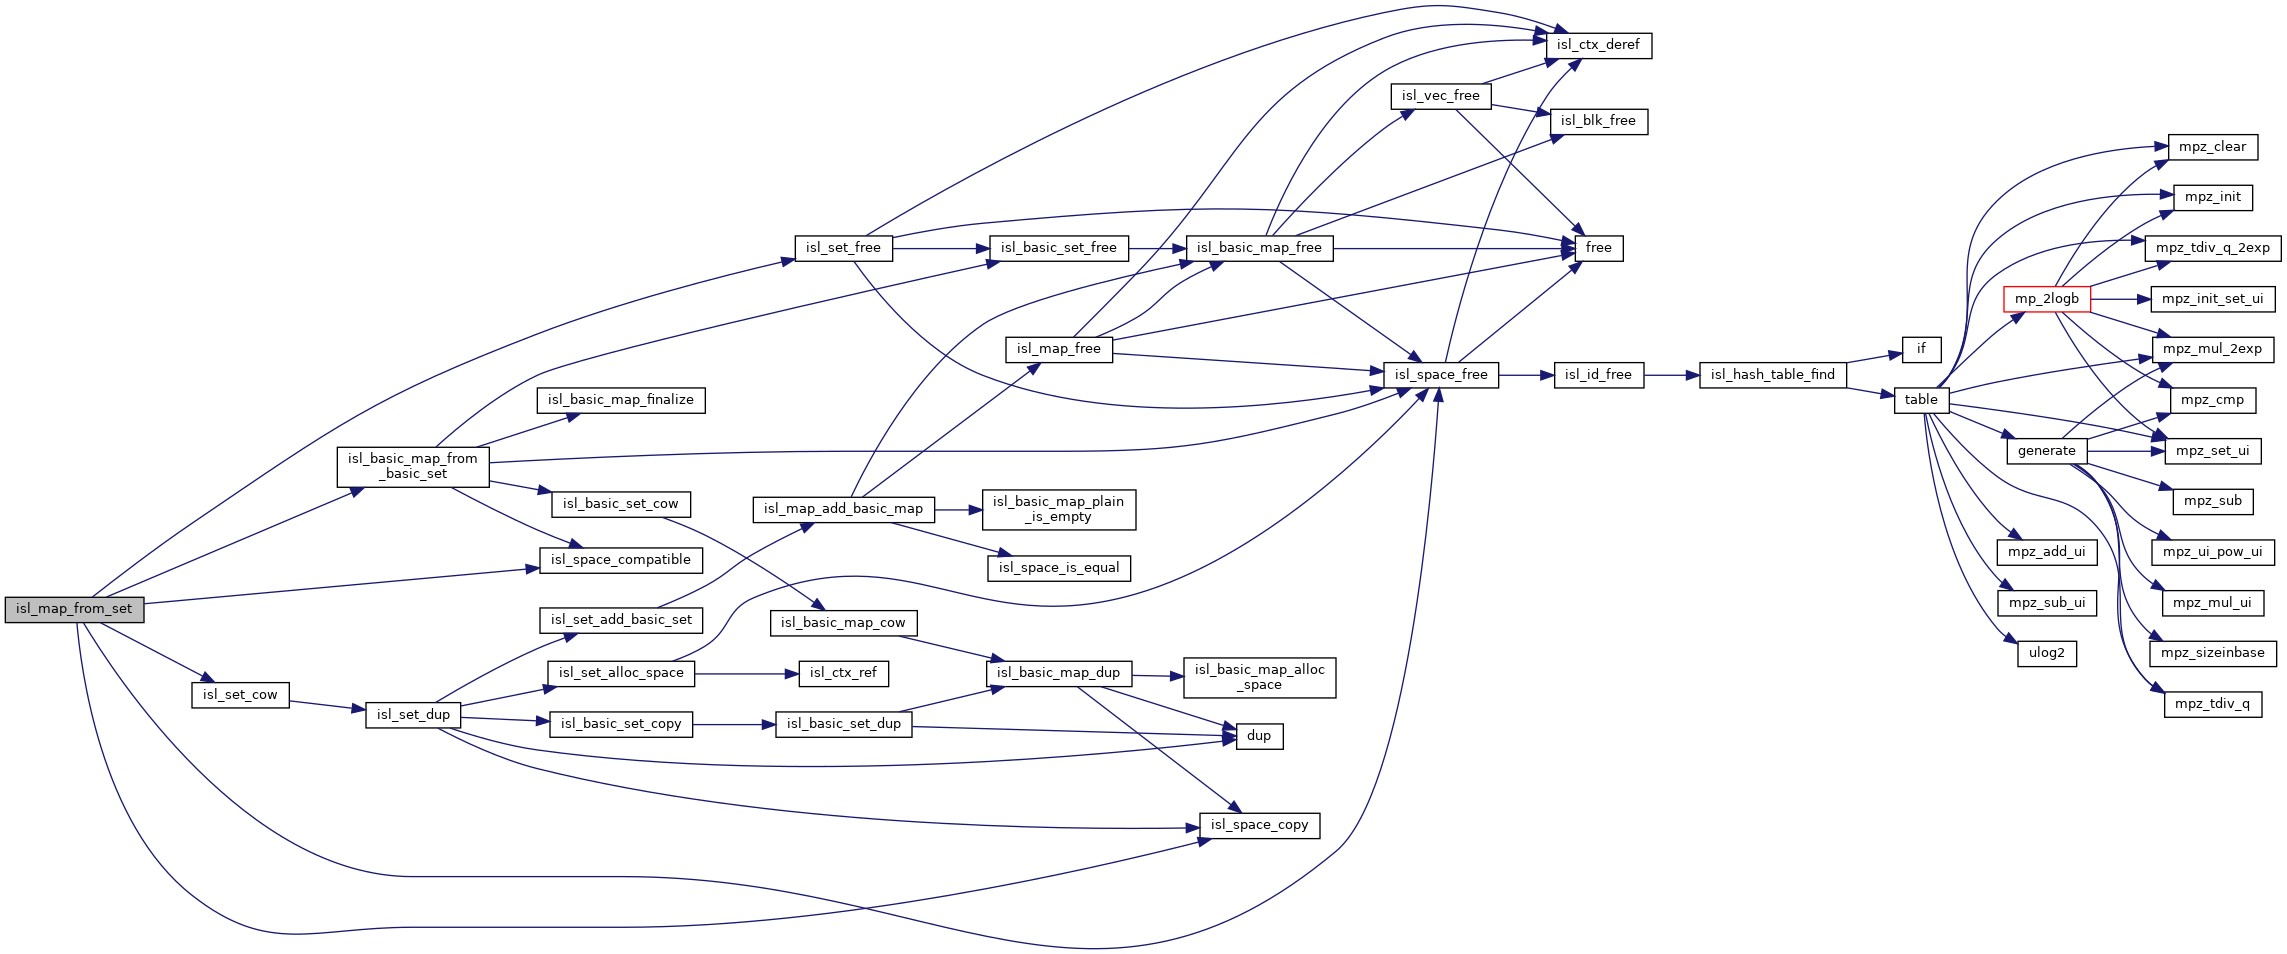 isl_map_from_set
isl_set_cow
isl_basic_map_from
_basic_set
isl_set_dup
isl_basic_map_finalize
isl_basic_set_cow
isl_space_compatible
isl_set_add_basic_set
isl_set_alloc_space
isl_basic_set_copy
isl_set_free
isl_map_add_basic_map
isl_basic_map_cow
isl_ctx_ref
isl_basic_set_dup
isl_basic_set_free
isl_map_free
isl_basic_map_plain
_is_empty
isl_space_is_equal
isl_basic_map_dup
isl_basic_map_free
isl_basic_map_alloc
_space
dup
isl_space_copy
isl_vec_free
isl_space_free
isl_ctx_deref
isl_blk_free
free
isl_id_free
isl_hash_table_find
if
table
mp_2logb
generate
mpz_add_ui
mpz_sub_ui
ulog2
mpz_clear
mpz_init
mpz_tdiv_q_2exp
mpz_init_set_ui
mpz_mul_2exp
mpz_cmp
mpz_set_ui
mpz_sub
mpz_ui_pow_ui
mpz_mul_ui
mpz_sizeinbase
mpz_tdiv_q